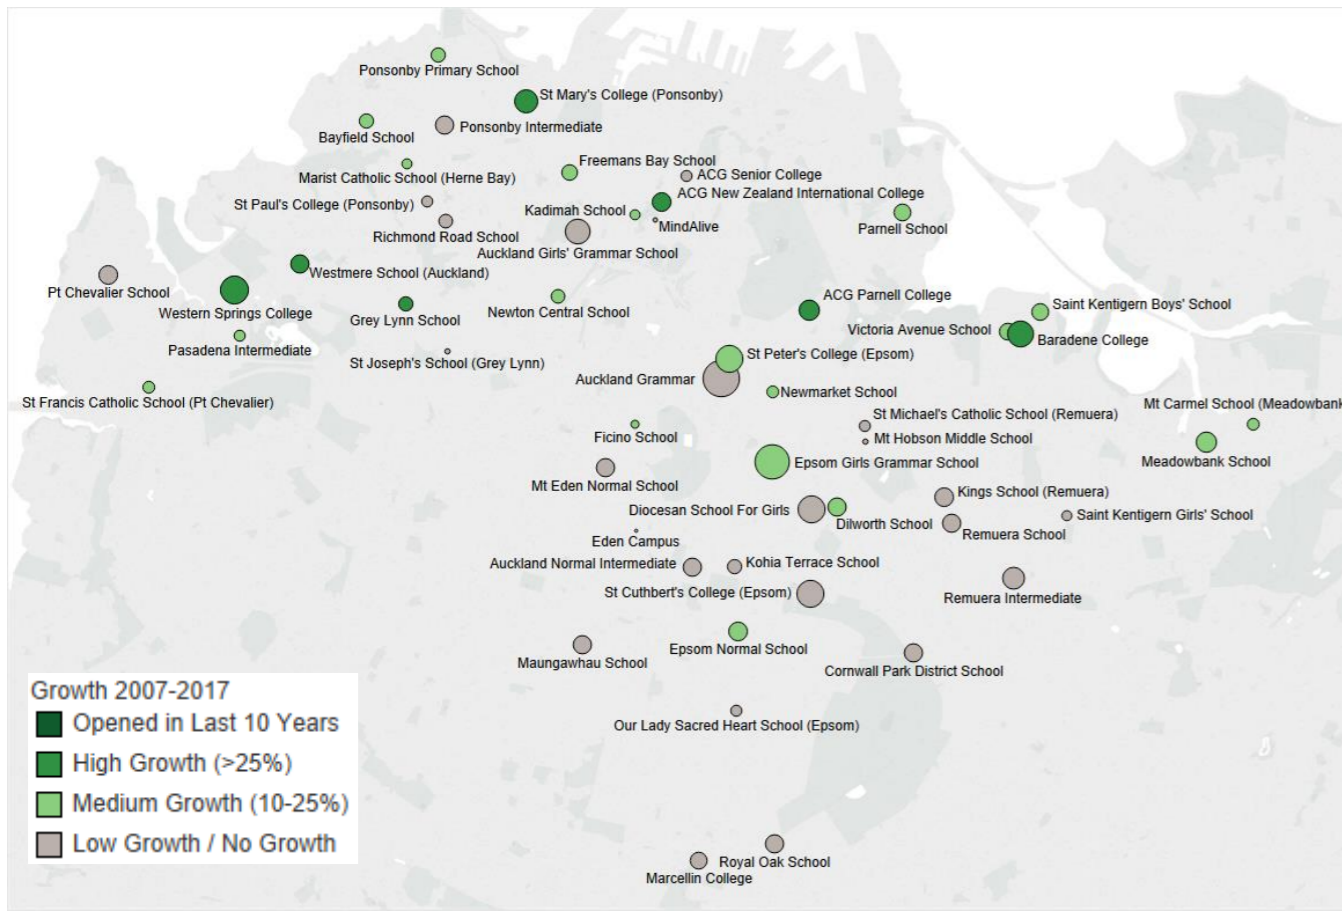 Ponsonby Primary School
St Mary's College (Ponsonby)
Ponsonby Intermediate
Bayfield School
Freemans Bay School
Marist Catholic School (Herne Bay)
ACG Senior College
ACG New Zealand International College
St Paul's College (Ponsonby)
Kadimah School
MindAlive
Parnell School
Richmond Road School
Auckland Girls' Grammar School
Westmere School (Auckland)
Pt Chevalier School
Western Springs College
Grey Lynn School
Newton Central School
ACG Parnell College
Saint Kentigern Boys' School
Victoria Avenue School
Baradene College
Pasadena Intermediate
St Joseph's School (Grey Lynn)
St Peter's College (Epsom)
Auckland Grammar
Newmarket School
St Francis Catholic School (Pt Chevalier)
Mt Carmel School (Meadowbank
St Michael's Catholic School (Remuera)
Ficino School
Mt Hobson Middle School
Epsom Girls Grammar School
Meadowbank School
Mt Eden Normal School
Kings School (Remuera)
Diocesan School For Girls
Dilworth School
Saint Kentigern Girls' School
Remuera School
Eden Campus
Auckland Normal Intermediate
Kohia Terrace School
St Cuthbert's College (Epsom)
Remuera Intermediate
Epsom Normal School
Maungawhau School
Cornwall Park District School
Our Lady Sacred Heart School (Epsom)
Royal Oak School
Marcellin College
Growth 2007-2017
Opened in Last 10 Years
High Growth (>25%)
Medium Growth (10-25%)
Low Growth / No Growth